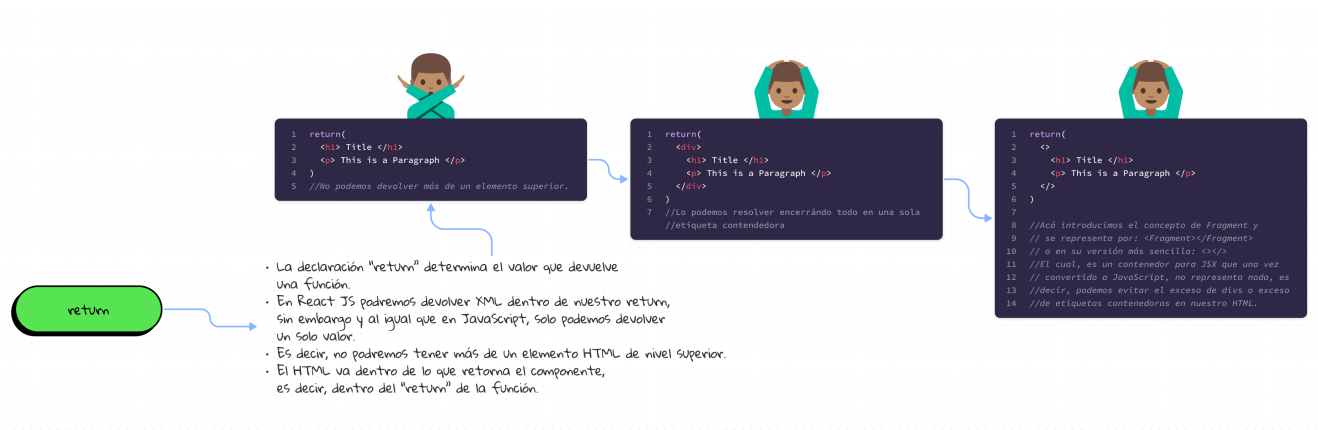 return
• La declaración "return" determina el valor que devuelve
una función.
• En React JS podremos devolver XML dentro de nuestro return,
sin embargo y al igual que en JavaScript, solo podemos devolver
un solo valor.
• Es decir, no podremos tener más de un elemento HTML de nivel superior.
• El HTML va dentro de lo que retorna el componente,
es decir, dentro del "return" de la función.
1 return(
2 <h1> Title </h1>
3 <p> This is a Paragraph </p>
4 )
5 //No podemos devolver más de un elemento superior.
1 return(
2 <div>
3 <h1> Title </h1>
4 <p> This is a Paragraph </p>
5 </div>
6 )
7 //Lo podemos resolver encerrándo todo en una sola
//etiqueta contendedora
1 return(
2 <>
3 <h1> Title </h1>
4 <p> This is a Paragraph </p>
5 </>
6 )
7
8 //Acá introducimos el concepto de Fragment y
9 // se representa por: <Fragment></Fragment>
10 // o en su versión más sencilla: <></>
11 //El cual, es un contenedor para JSX que una vez
12 // convertido a JavaScript, no representa nada, es
13 //decir, podemos evitar el exceso de divs o exceso
14 //de etiquetas contenedoras en nuestro HTML.